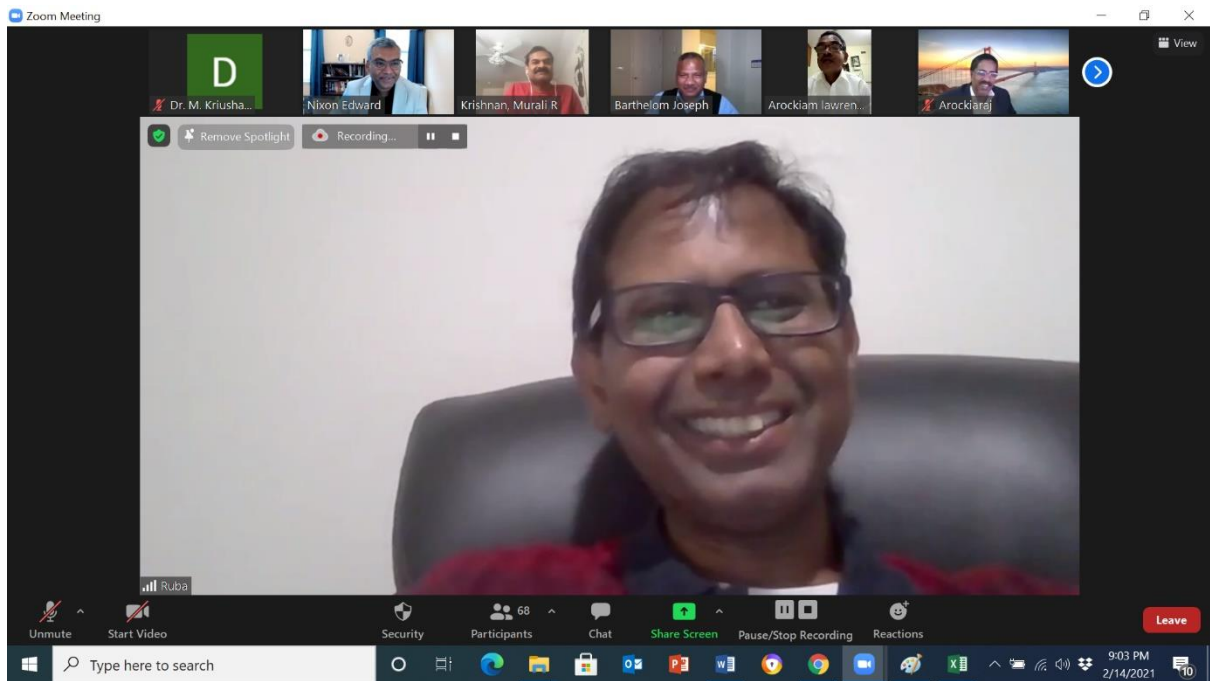 Zoom Meeting
View
D
Dr. M. Kriusha...
Nixon Edward
Krishnan, Murali R
Barthelom Joseph
Arockiam lawren...
Arockiaraj
Remove Spotlight
Recording...
Ruba
Unmute
Start Video
Security
68
Participants
Chat
Share Screen
Pause/Stop Recording
Reactions
Leave
Type here to search
9:03 PM
2/14/2021
10